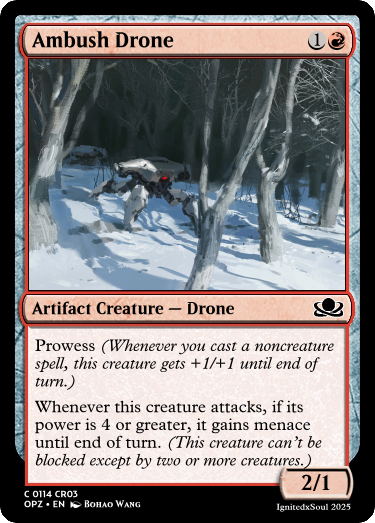 Ambush Drone 1
Artifact Creature — Drone
Prowess (Whenever you cast a noncreature
spell, this creature gets +1/+1 until end of
turn.)
Whenever this creature attacks, if its
power is 4 or greater, it gains menace
until end of turn. (This creature can't be
blocked except by two or more creatures.)
2/1
C 0114 CR03
OPZ • EN Bohao Wang
IgnitedxSoul 2025